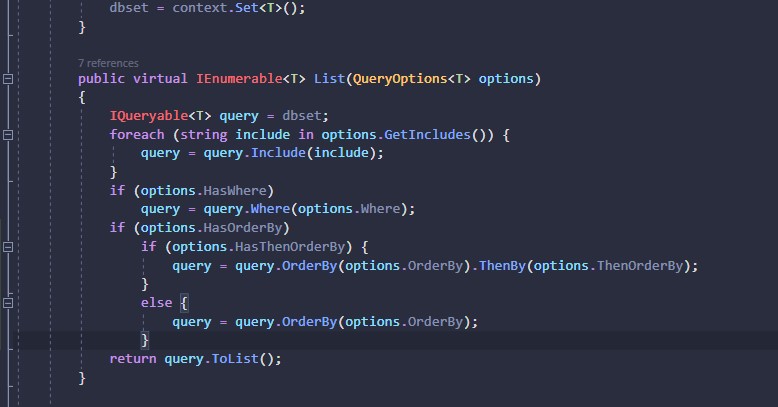 dbset = context.Set<T>();
}
7 references
public virtual IEnumerable<T> List(QueryOptions<T> options)
{
IQueryable<T> query = dbset;
foreach (string include in options.GetIncludes()) {
query = query.Include(include);
}
if (options.HasWhere)
query = query.Where(options.Where);
if (options.HasOrderBy)
if (options.HasThenOrderBy) {
query = query.OrderBy(options.OrderBy).ThenBy(options.ThenOrderBy);
}
else {
query = query.OrderBy(options.OrderBy);
}
return query.ToList();
}